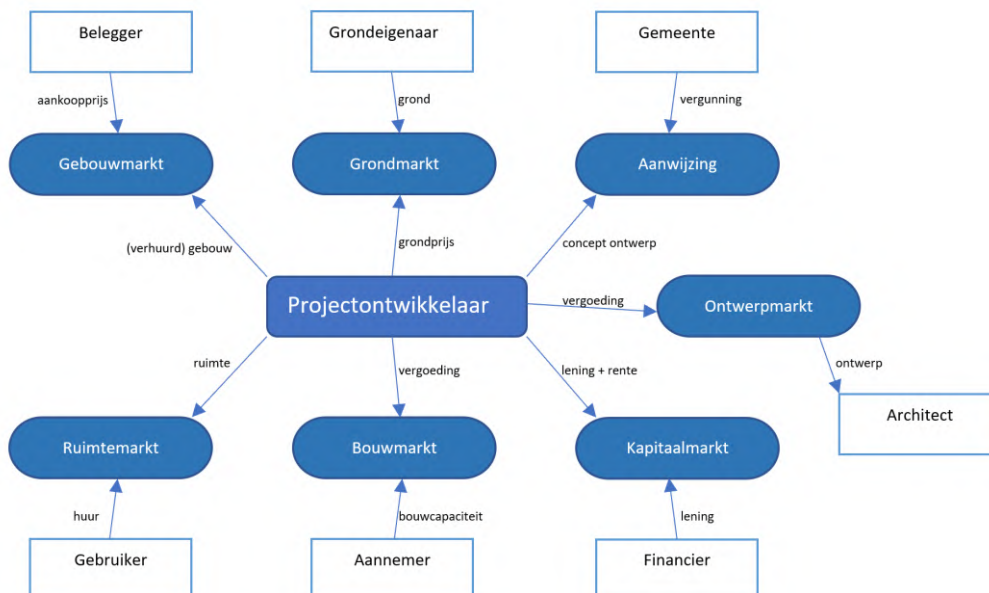 Belegger
Grondeigenaar
Gemeente
aankoopprijs
grond
vergunning
Gebouwmarkt
Grondmarkt
Aanwijzing
(verhuurd) gebouw
grondprijs
concept ontwerp
Projectontwikkelaar
vergoeding
Ontwerpmarkt
ruimte
vergoeding
lening + rente
ontwerp
Architect
Ruimtemarkt
Bouwmarkt
Kapitaalmarkt
huur
bouwcapaciteit
lening
Gebruiker
Aannemer
Financier